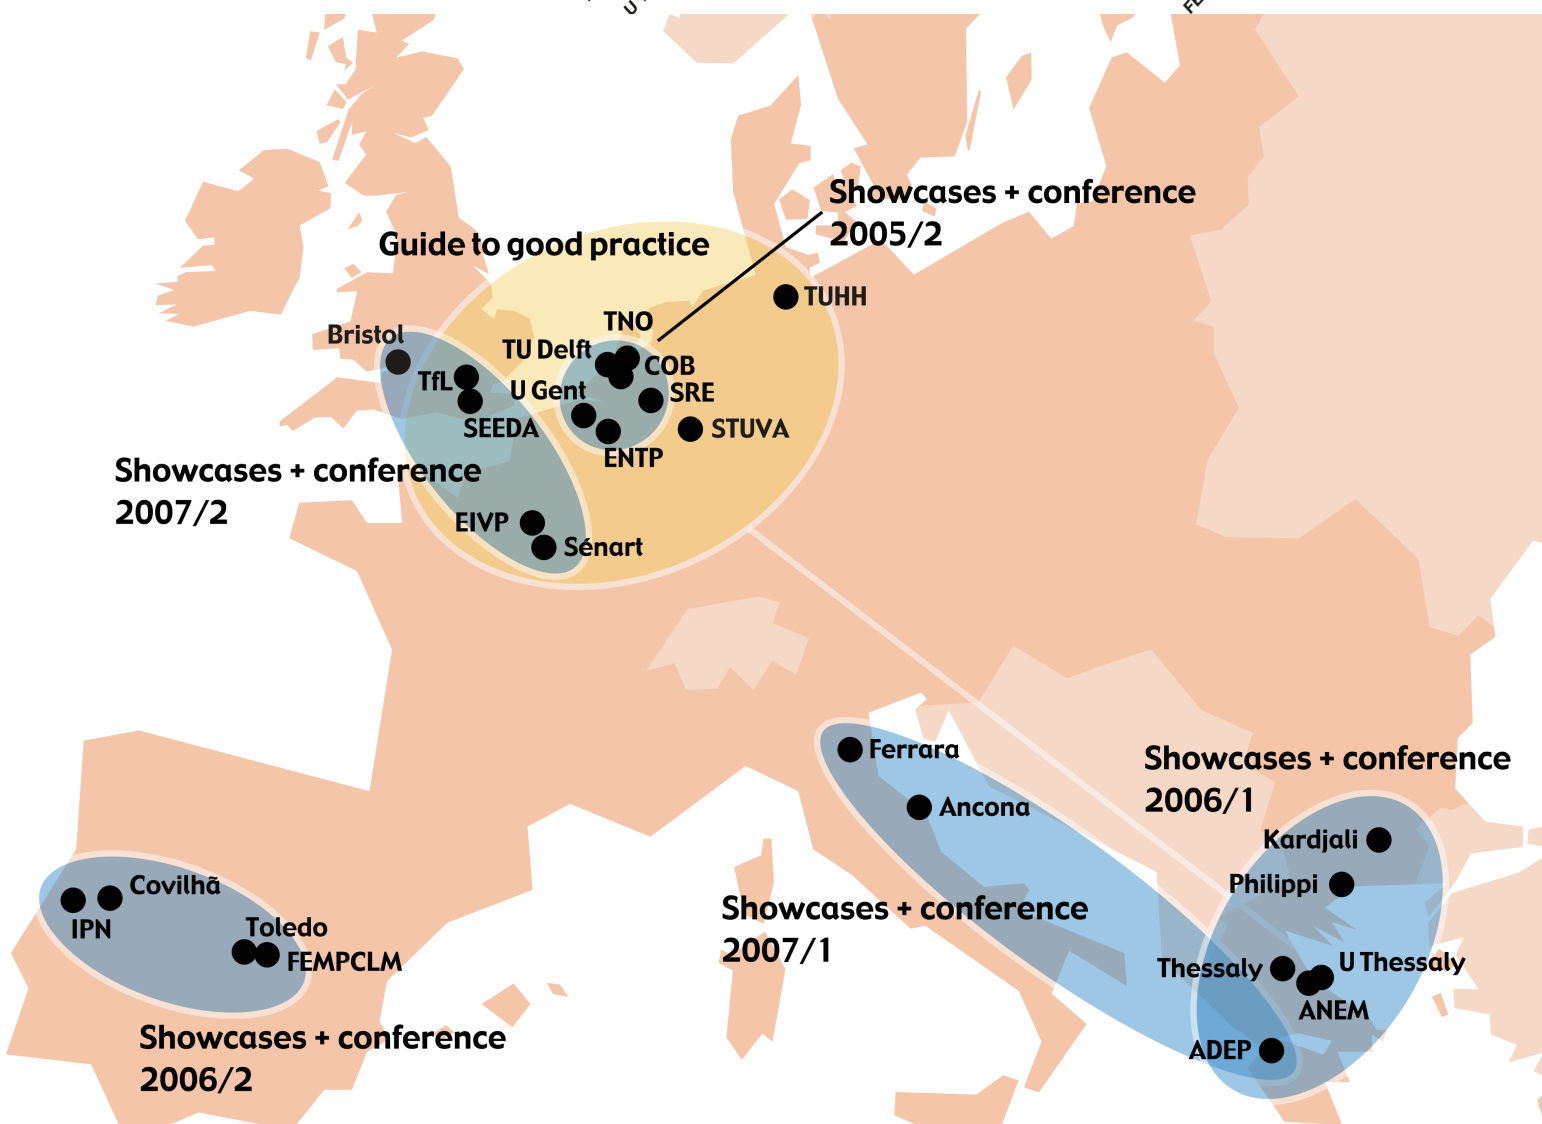 Showcases + conference
2005/2
Guide to good practice
TUHH
TNO
Bristol
TU Delft
COB
TfL
U Gent
SRE
SEEDA
STUVA
ENTP
Showcases + conference
2007/2
EIVP
Sénart
Ferrara
Showcases + conference
2006/1
Ancona
Kardjali
Philippi
Covilhã
IPN
Showcases + conference
2007/1
Toledo
FEMPCLM
Thessaly
U Thessaly
ANEM
Showcases + conference
2006/2
ADEP